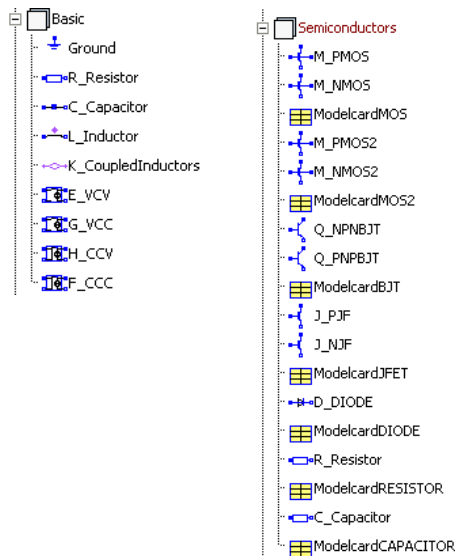 Basic
Ground
R_Resistor
C_Capacitor
L_Inductor
K_CoupledInductors
E_VCV
G_VCC
H_CCV
F_CCC
Semiconductors
M_PMOS
M_NMOS
ModelcardMOS
M_PMOS2
M_NMOS2
ModelcardMOS2
Q_NPNBJT
Q_PNPBJT
ModelcardBJT
J_PJF
J_NJF
ModelcardJFET
D_DIODE
ModelcardDIODE
R_Resistor
ModelcardRESISTOR
C_Capacitor
ModelcardCAPACITOR